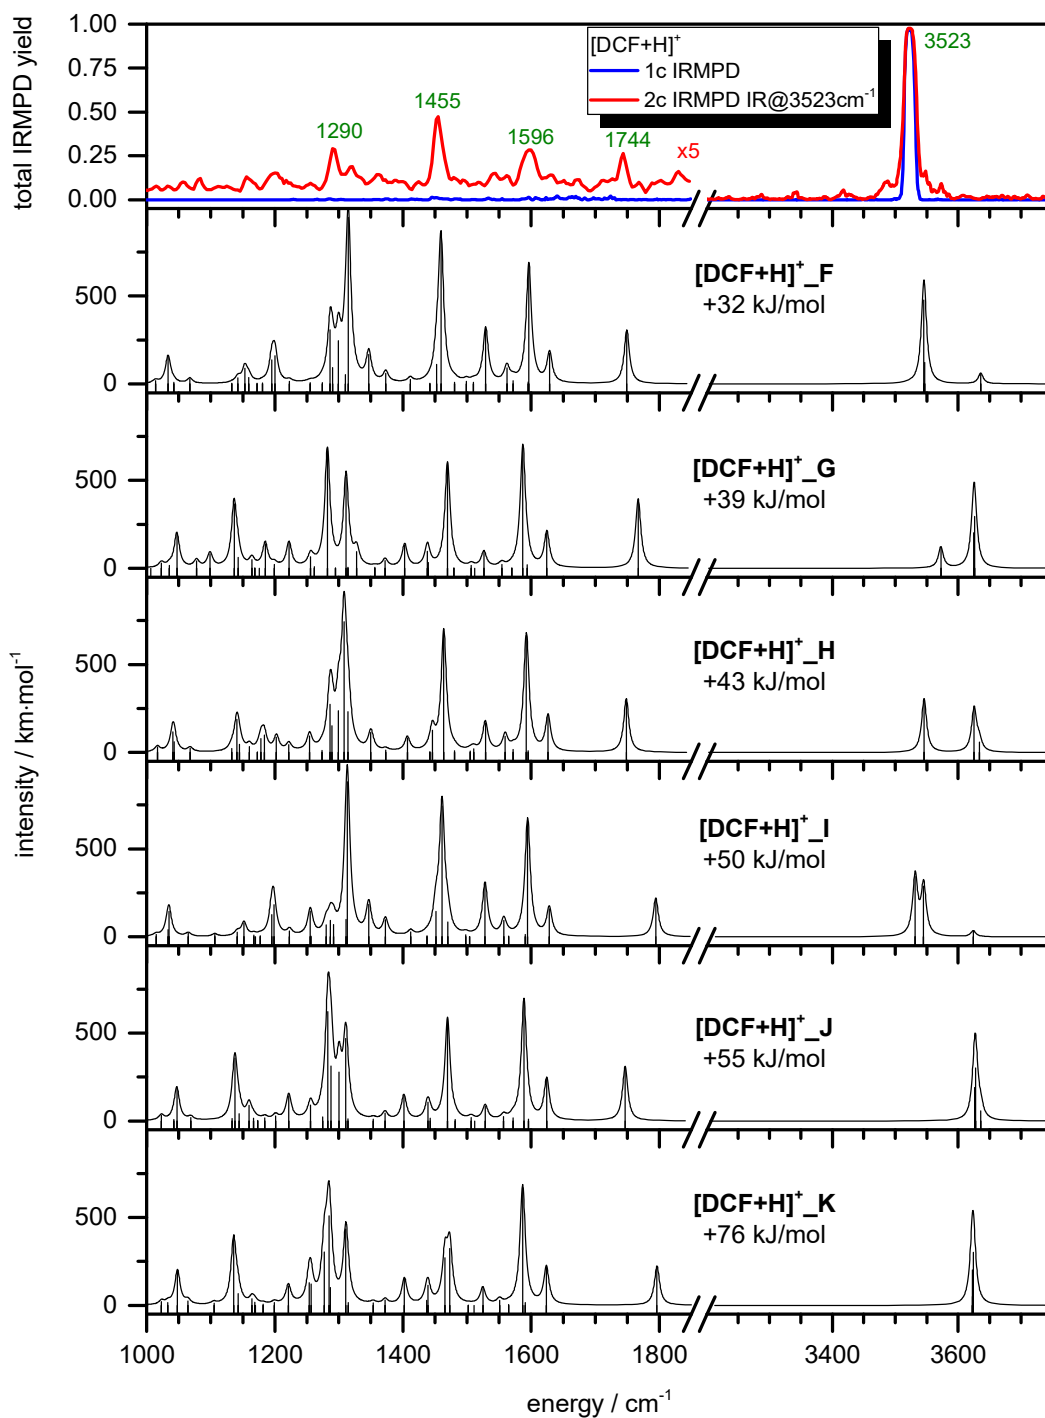 total IRMPD yield
1.00
0.75
0.50
0.25
0.00
[DCF+H]⁺
1c IRMPD
2c IRMPD IR@3523cm⁻¹
1290
1455
1596
1744
x5
3523
intensity / km·mol⁻¹
500
0
[DCF+H]⁺_F
+32 kJ/mol
500
0
[DCF+H]⁺_G
+39 kJ/mol
500
0
[DCF+H]⁺_H
+43 kJ/mol
500
0
[DCF+H]⁺_I
+50 kJ/mol
500
0
[DCF+H]⁺_J
+55 kJ/mol
500
0
[DCF+H]⁺_K
+76 kJ/mol
1000 1200 1400 1600 1800 3400 3600
energy / cm⁻¹